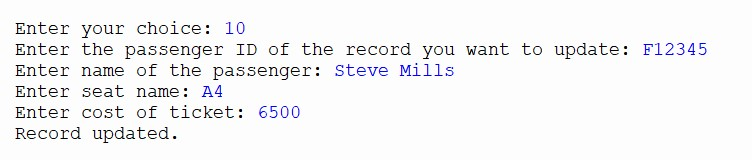 Enter your choice: 10
Enter the passenger ID of the record you want to update: F12345
Enter name of the passenger: Steve Mills
Enter seat name: A4
Enter cost of ticket: 6500
Record updated.